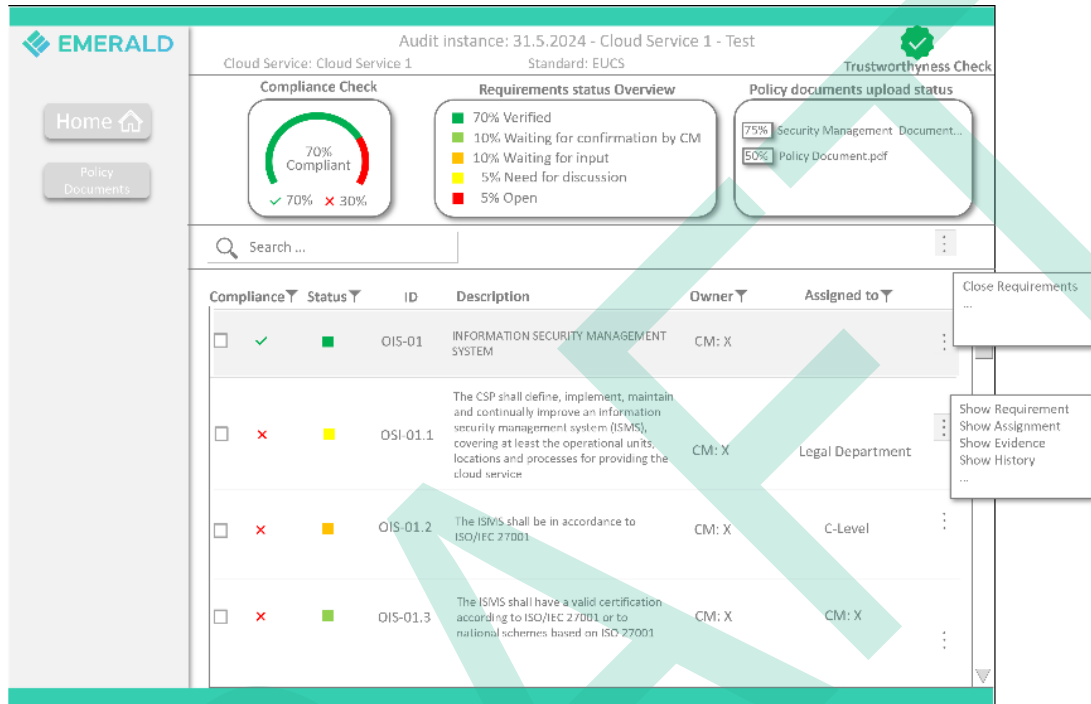 EMERALD
Audit instance: 31.5.2024 - Cloud Service 1 - Test
Cloud Service: Cloud Service 1
Standard: EUCS
Trustworthyness Check
Home
Policy
Documents
Compliance Check
70%
Compliant
✓ 70% ✕ 30%
Requirements status Overview
70% Verified
10% Waiting for confirmation by CM
10% Waiting for input
5% Need for discussion
5% Open
Policy documents upload status
75% Security Management Document...
50% Policy Document.pdf
Search ...
Compliance Status ID Description Owner Assigned to
Close Requirements
...
OIS-01
INFORMATION SECURITY MANAGEMENT
SYSTEM
CM: X
OSI-01.1
The CSP shall define, implement, maintain
and continually improve an information
security management system (ISMS),
covering at least the operational units,
locations and processes for providing the
cloud service
CM: X
Legal Department
Show Requirement
Show Assignment
Show Evidence
Show History
...
OIS-01.2
The ISMS shall be in accordance to
ISO/IEC 27001
CM: X
C-Level
OIS-01.3
The ISMS shall have a valid certification
according to ISO/IEC 27001 or to
national schemes based on ISO 27001
CM: X
CM: X